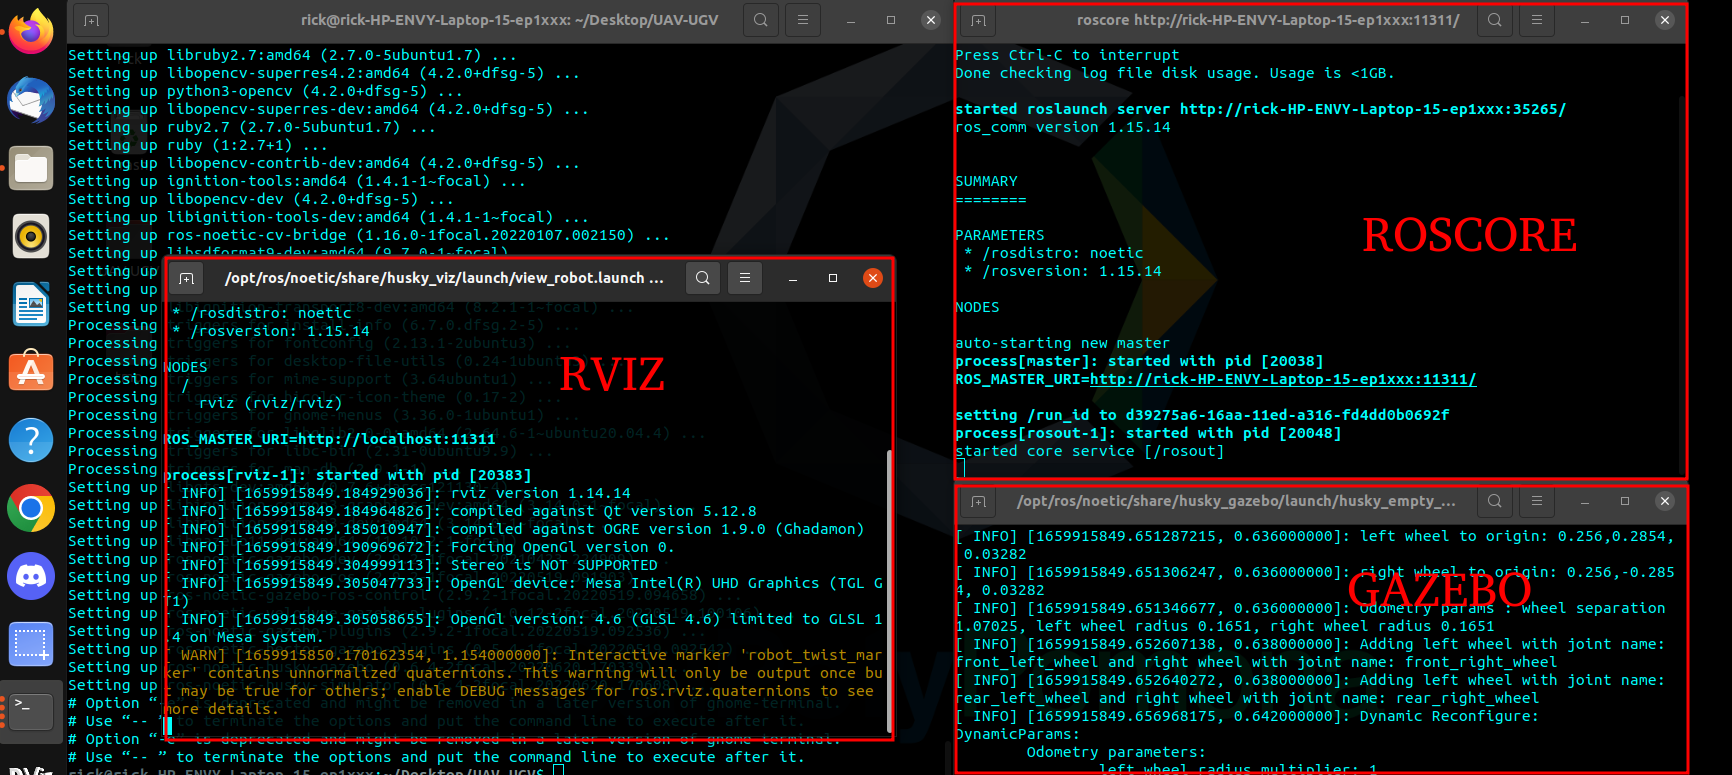 rick@rick-HP-ENVY-Laptop-15-ep1xxx: ~/Desktop/UAV-UGV
Setting up libruby2.7:amd64 (2.7.0-5ubuntu1.7) ...
Setting up libopencv-superres4.2:amd64 (4.2.0+dfsg-5) ...
Setting up python3-opencv (4.2.0+dfsg-5) ...
Setting up libopencv-superres-dev:amd64 (4.2.0+dfsg-5) ...
Setting up ruby2.7 (2.7.0-5ubuntu1.7) ...
Setting up ruby (1:2.7+1) ...
Setting up libopencv-contrib-dev:amd64 (4.2.0+dfsg-5) ...
Setting up ignition-tools:amd64 (1.4.1-1~focal) ...
Setting up libopencv-dev (4.2.0+dfsg-5) ...
Setting up libignition-tools-dev:amd64 (1.4.1-1~focal) ...
Setting up ros-noetic-cv-bridge (1.16.0-1focal.20220107.002150) ...
Setting up libsdformat9-dev:amd64 (9.7.0-1~focal) ...
Setting up
Setting up
Setting up
Processing
Processing
Processing
Processing
Processing
Processing
Processing
Processing
Processing
Setting up
Setting up
Setting up
Setting up
Setting up
Setting up
Setting up
Setting up
Setting up
Setting up
Setting up
Setting up
# Option “
# Use “-- ” to terminate the options and put the command line to execute after it.
# Option “-e” is deprecated and might be removed in a later version of gnome-terminal.
# Use “-- ” to terminate the options and put the command line to execute after it.
rick@rick-HP-ENVY-Laptop-15-ep1xxx:~/Desktop/UAV-UGV$
/opt/ros/noetic/share/husky_viz/launch/view_robot.launch ...
* /rosdistro: noetic
* /rosversion: 1.15.14
RVIZ
NODES
/
rviz (rviz/rviz)
ROS_MASTER_URI=http://localhost:11311
process[rviz-1]: started with pid [20383]
[ INFO] [1659915849.184929036]: rviz version 1.14.14
[ INFO] [1659915849.184964826]: compiled against Qt version 5.12.8
[ INFO] [1659915849.185010947]: compiled against OGRE version 1.9.0 (Ghadamon)
[ INFO] [1659915849.190969672]: Forcing OpenGl version 0.
[ INFO] [1659915849.304999113]: Stereo is NOT SUPPORTED
[ INFO] [1659915849.305047733]: OpenGL device: Mesa Intel(R) UHD Graphics (TGL G
T1)
[ INFO] [1659915849.305058655]: OpenGl version: 4.6 (GLSL 4.6) limited to GLSL 1
.4 on Mesa system.
[ WARN] [1659915850.170162354, 1.154000000]: Interactive marker 'robot_twist_mar
ker' contains unnormalized quaternions. This warning will only be output once bu
t may be true for others; enable DEBUG messages for ros.rviz.quaternions to see
more details.
roscore http://rick-HP-ENVY-Laptop-15-ep1xxx:11311/
Press Ctrl-C to interrupt
Done checking log file disk usage. Usage is <1GB.
started roslaunch server http://rick-HP-ENVY-Laptop-15-ep1xxx:35265/
ros_comm version 1.15.14
SUMMARY
========
ROSCORE
PARAMETERS
* /rosdistro: noetic
* /rosversion: 1.15.14
NODES
auto-starting new master
process[master]: started with pid [20038]
ROS_MASTER_URI=http://rick-HP-ENVY-Laptop-15-ep1xxx:11311/
setting /run_id to d39275a6-16aa-11ed-a316-fd4dd0b0692f
process[rosout-1]: started with pid [20048]
started core service [/rosout]
/opt/ros/noetic/share/husky_gazebo/launch/husky_empty_...
[ INFO] [1659915849.651287215, 0.636000000]: left wheel to origin: 0.256,0.2854,
0.03282
[ INFO] [1659915849.651306247, 0.636000000]: right wheel to origin: 0.256,-0.285
4, 0.03282
GAZEBO
[ INFO] [1659915849.651346677, 0.636000000]: Odometry params : wheel separation
1.07025, left wheel radius 0.1651, right wheel radius 0.1651
[ INFO] [1659915849.652607138, 0.638000000]: Adding left wheel with joint name:
front_left_wheel and right wheel with joint name: front_right_wheel
[ INFO] [1659915849.652640272, 0.638000000]: Adding left wheel with joint name:
rear_left_wheel and right wheel with joint name: rear_right_wheel
[ INFO] [1659915849.656968175, 0.642000000]: Dynamic Reconfigure:
DynamicParams:
Odometry parameters:
left wheel radius multiplier: 1